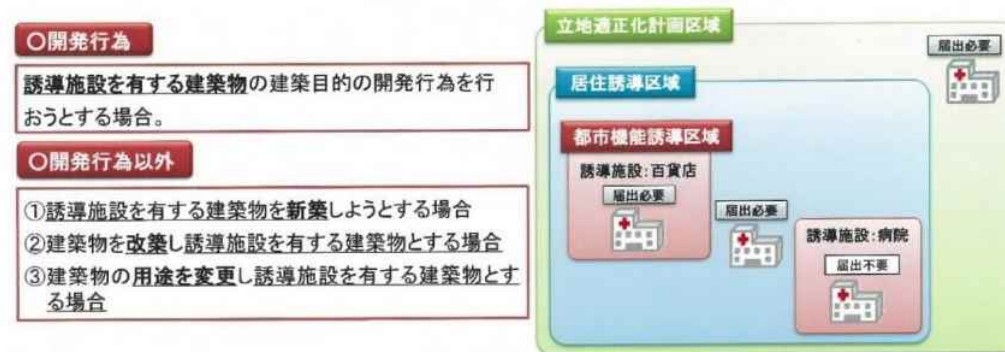 〇開発行為
誘導施設を有する建築物の建築目的の開発行為を行
おうとする場合。
〇開発行為以外
①誘導施設を有する建築物を新築しようとする場合
②建築物を改築し誘導施設を有する建築物とする場合
③建築物の用途を変更し誘導施設を有する建築物とす
る場合
立地適正化計画区域
届出必要
居住誘導区域
都市機能誘導区域
誘導施設:百貨店
届出必要
届出必要
誘導施設:病院
届出不要